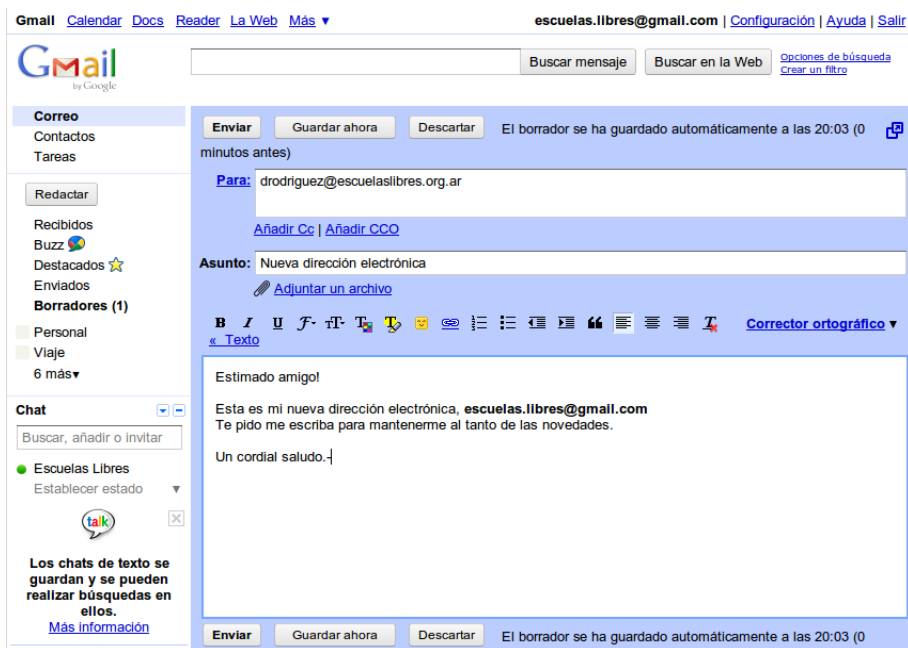 Gmail Calendar Docs Reader La Web Más ▼ escuelas.libres@gmail.com | Configuración | Ayuda | Salir
Gmail
by Google
Buscar mensaje Buscar en la Web Opciones de búsqueda
Crear un filtro
Correo
Contactos
Tareas
Redactar
Recibidos
Buzz
Destacados
Enviados
Borradores (1)
Personal
Viaje
6 más▼
Chat
Buscar, añadir o invitar
Escuelas Libres
Establecer estado ▼
talk
Los chats de texto se
guardan y se pueden
realizar búsquedas en
ellos.
Más información
Enviar Guardar ahora Descartar El borrador se ha guardado automáticamente a las 20:03 (0
minutos antes)
Para: drodriguez@escuelaslibres.org.ar
Añadir Cc | Añadir CCO
Asunto: Nueva dirección electrónica
Adjuntar un archivo
B I U F TT T T Corrector ortográfico ▼
« Texto
Estimado amigo!
Esta es mi nueva dirección electrónica, escuelas.libres@gmail.com
Te pido me escriba para mantenerme al tanto de las novedades.
Un cordial saludo.-
Enviar Guardar ahora Descartar El borrador se ha guardado automáticamente a las 20:03 (0